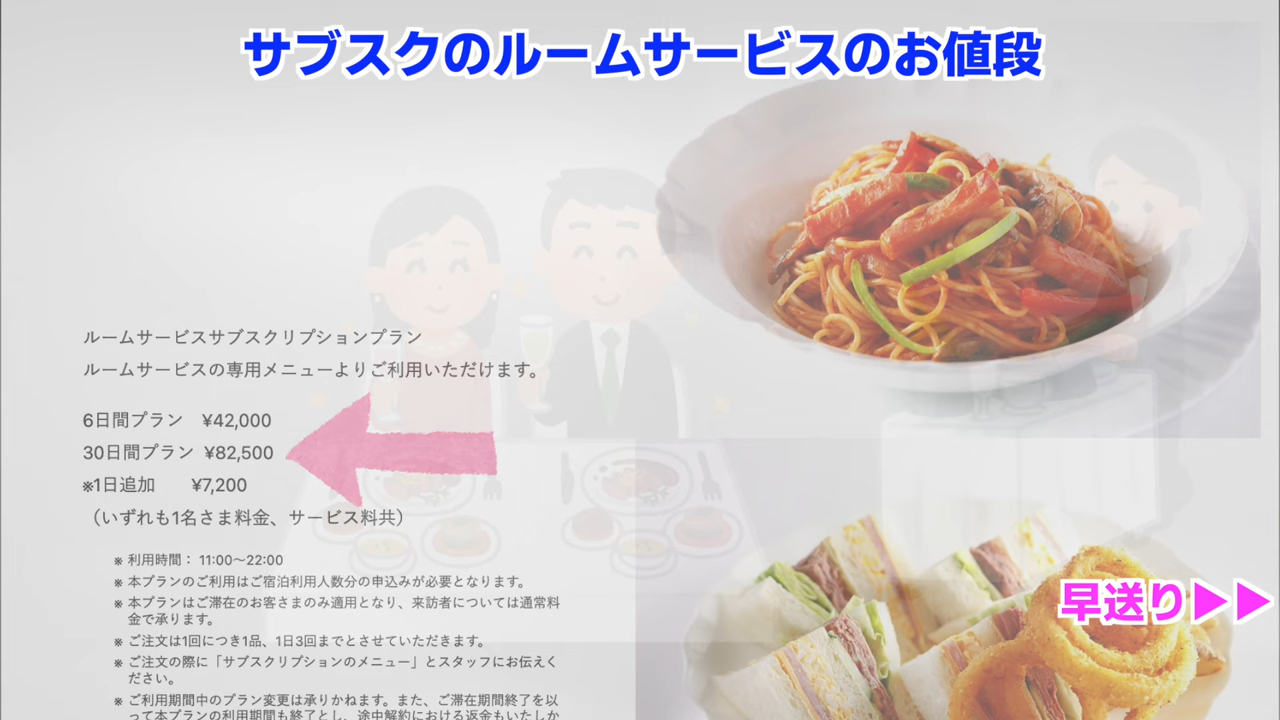 サブスクのルームサービスのお値段
ルームサービスサブスクリプションプラン
ルームサービスの専用メニューよりご利用いただけます。
6日間プラン ¥42,000
30日間プラン ¥82,500
※1日追加 ¥7,200
（いずれも1名さま料金、サービス料共）
※ 利用時間： 11:00〜22:00
※ 本プランのご利用はご宿泊利用人数分の申込みが必要となります。
※ 本プランはご滞在のお客さまのみ適用とし、来訪者については通常料
金で承ります。
※ ご注文は1回につき1品、1日3回までとさせていただきます。
※ ご注文の際に「サブスクリプションのメニュー」とスタッフにお伝えく
ださい。
※ ご利用期間中のプラン変更は承りかねます。また、ご滞在期間終了を以
って本プランの利用期間も終了とし、途中解約における返金もいたしか
早送り▶▶